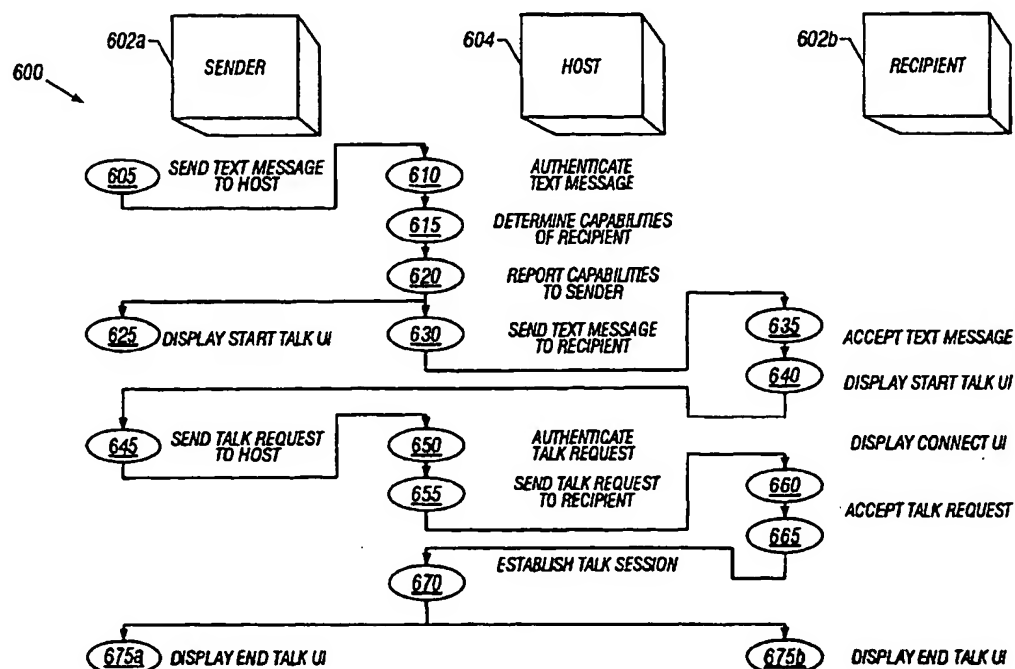 602a
SENDER
604
HOST
602b
RECIPIENT
600
605
SEND TEXT MESSAGE
TO HOST
610
AUTHENTICATE
TEXT MESSAGE
615
DETERMINE CAPABILITIES
OF RECIPIENT
620
REPORT CAPABILITIES
TO SENDER
625
DISPLAY START TALK UI
630
SEND TEXT MESSAGE
TO RECIPIENT
635
ACCEPT TEXT MESSAGE
640
DISPLAY START TALK UI
645
SEND TALK REQUEST
TO HOST
650
AUTHENTICATE
TALK REQUEST
DISPLAY CONNECT UI
655
SEND TALK REQUEST
TO RECIPIENT
660
ACCEPT TALK REQUEST
665
ESTABLISH TALK SESSION
670
675a
DISPLAY END TALK UI
675b
DISPLAY END TALK UI